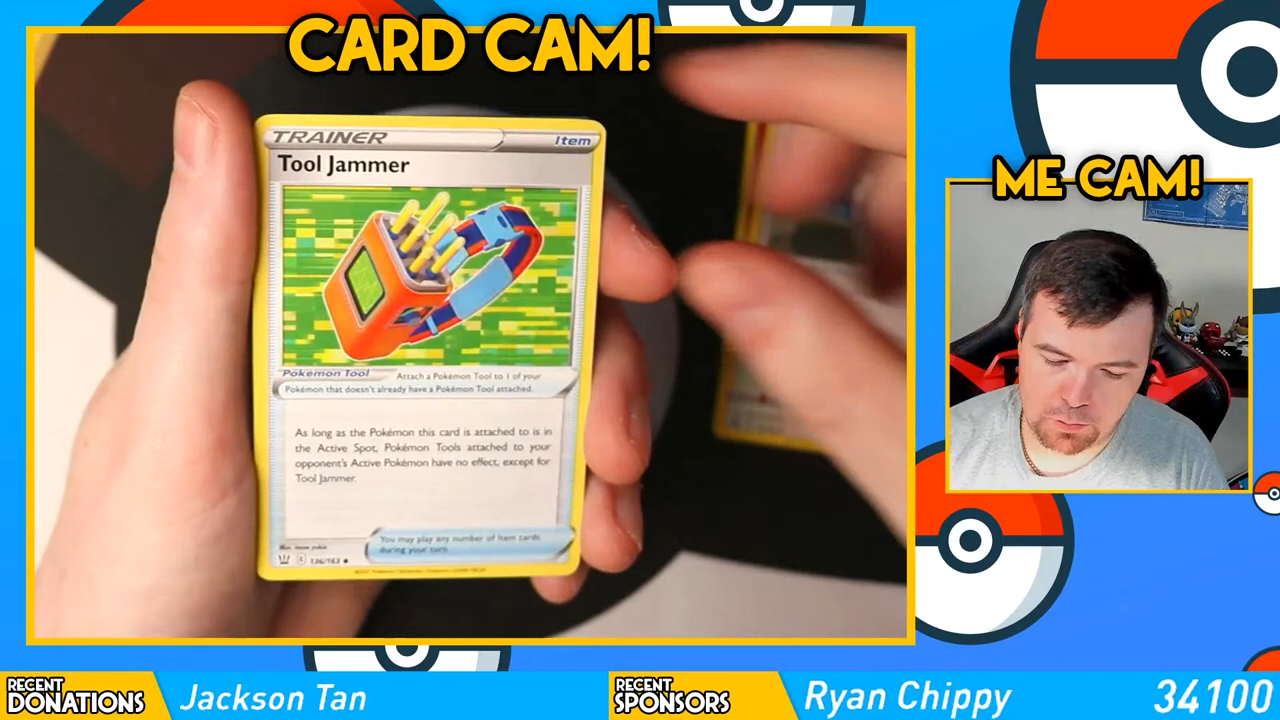 CARD CAM!
TRAINER
Item
Tool Jammer
Pokémon Tool
Attach a Pokémon Tool to 1 of your
Pokémon that doesn't already have a Pokémon Tool attached.
As long as the Pokémon this card is attached to is in
the Active Spot, Pokémon Tools attached to your
opponent's Active Pokémon have no effect, except for
Tool Jammer.
You may play any number of Item cards
during your turn.
136/163
ME CAM!
RECENT
DONATIONS
Jackson Tan
RECENT
SPONSORS
Ryan Chippy
34100